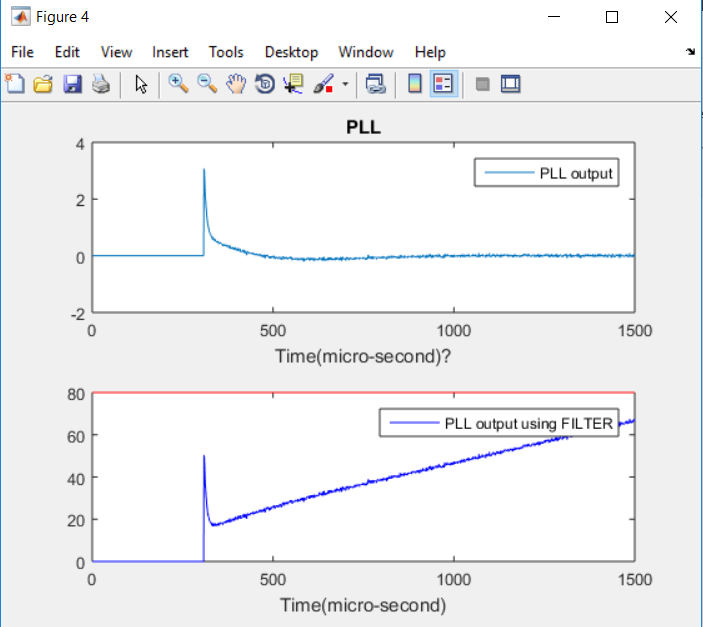 Figure 4
File Edit View Insert Tools Desktop Window Help
PLL
4
2
0
-2
PLL output
0 500 1000 1500
Time(micro-second)?
80
60
40
20
0
PLL output using FILTER
0 500 1000 1500
Time(micro-second)